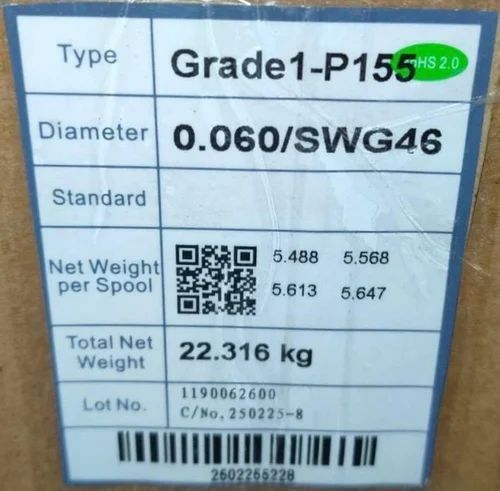 Type
Grade1-P155
HS 2.0
Diameter
0.060/SWG46
Standard
Net Weight
per Spool
5.488 5.568
5.613 5.647
Total Net
Weight
22.316 kg
Lot No.
1190062600
C/No.250225-8
2602266228